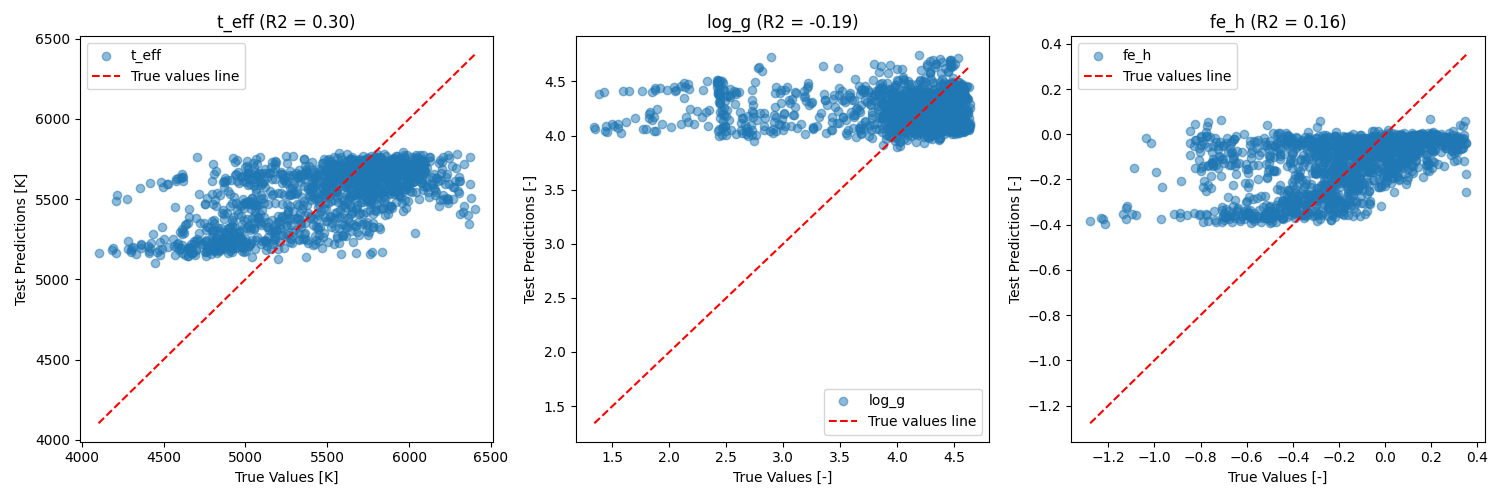 t_eff (R2 = 0.30)
t_eff
True values line
6500
6000
5500
5000
4500
4000
Test Predictions [K]
4000
4500
5000
5500
6000
6500
True Values [K]
log_g (R2 = -0.19)
4.5
4.0
3.5
3.0
2.5
2.0
1.5
Test Predictions [-]
log_g
True values line
1.5
2.0
2.5
3.0
3.5
4.0
4.5
True Values [-]
fe_h (R2 = 0.16)
fe_h
True values line
0.4
0.2
0.0
−0.2
−0.4
−0.6
−0.8
−1.0
−1.2
Test Predictions [-]
−1.2
−1.0
−0.8
−0.6
−0.4
−0.2
0.0
0.2
0.4
True Values [-]